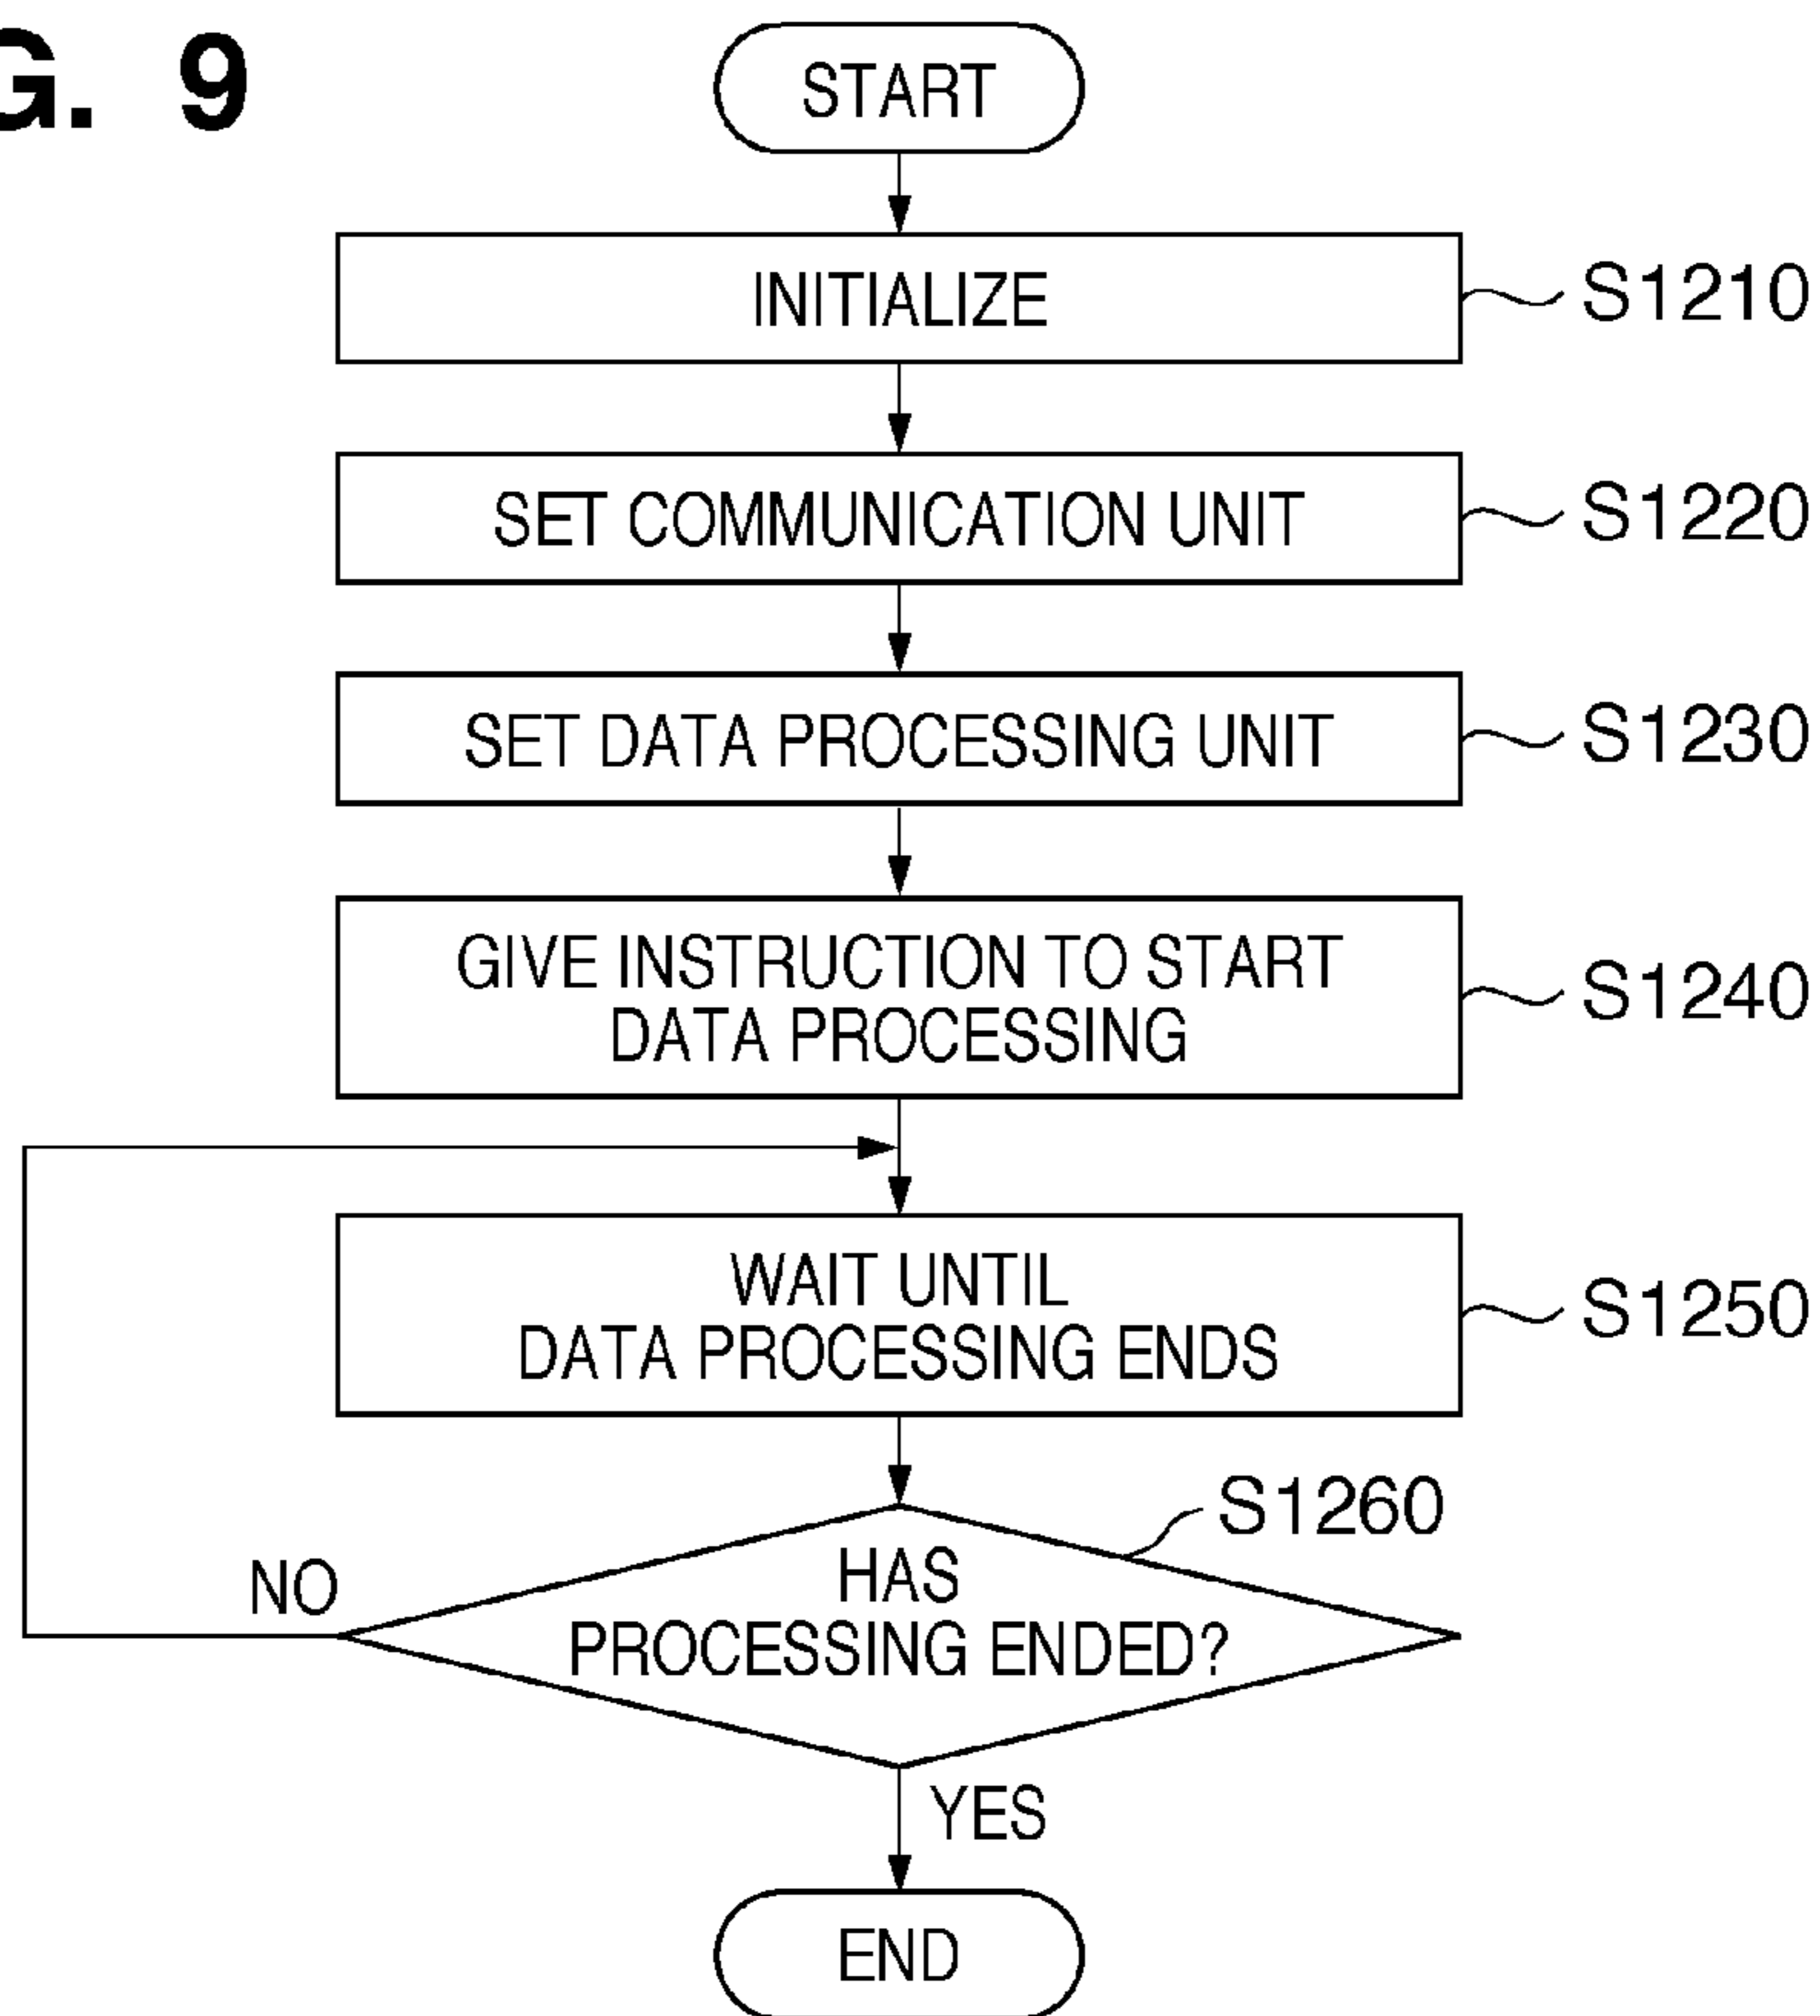 G. 9
START
INITIALIZE
S1210
SET COMMUNICATION UNIT
S1220
SET DATA PROCESSING UNIT
S1230
GIVE INSTRUCTION TO START
DATA PROCESSING
S1240
WAIT UNTIL
DATA PROCESSING ENDS
S1250
S1260
HAS
PROCESSING ENDED?
NO
YES
END